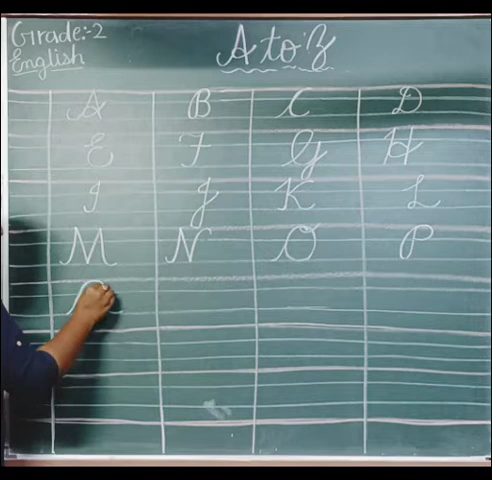 Grade:-2
English
A to Z
A B C D
E F G H
I J K L
M N O P